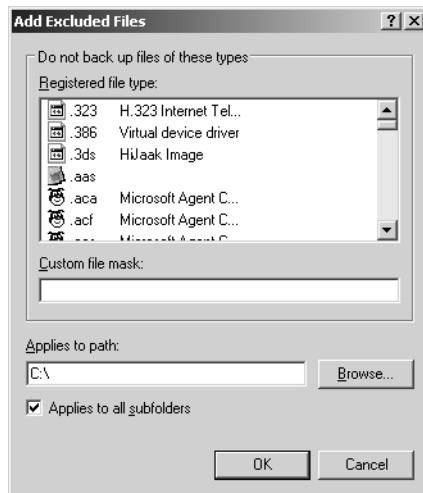 Add Excluded Files
Do not back up files of these types
Registered file type:
.323 H.323 Internet Tel...
.386 Virtual device driver
.3ds HiJaak Image
.aas
.aca Microsoft Agent C...
.acf Microsoft Agent C...
Microsoft Agent C...
Custom file mask:
Applies to path:
C:\
Browse...
Applies to all subfolders
OK
Cancel